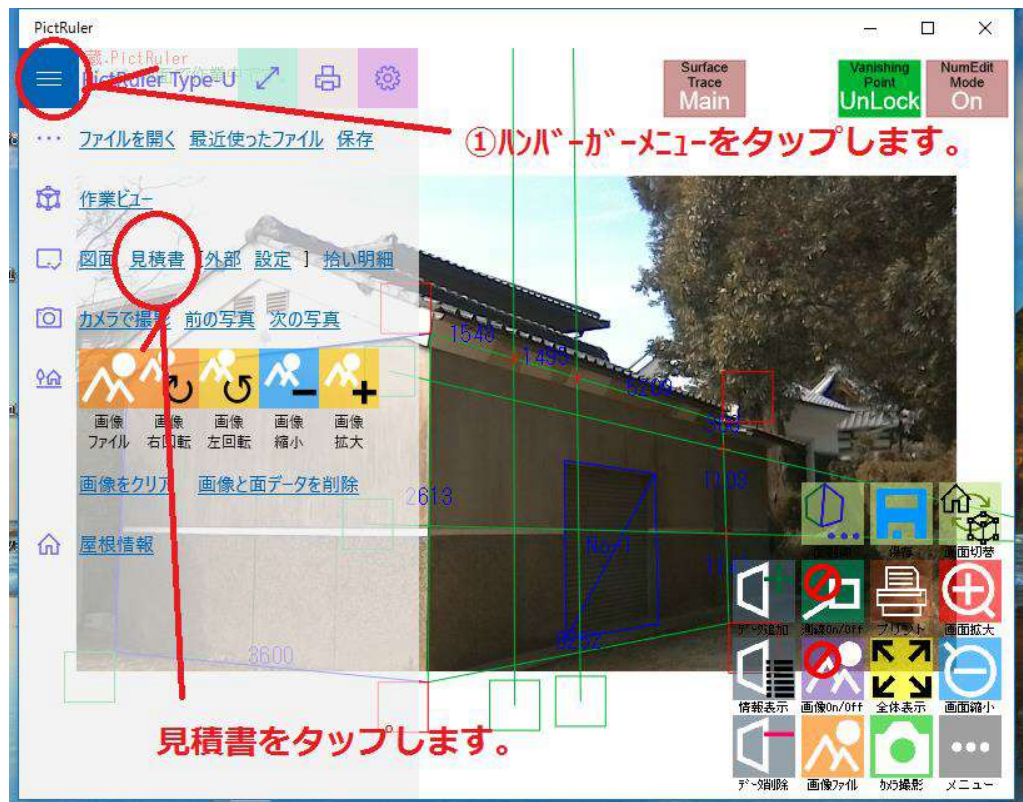 PictRuler
蔵.PictRuler
PictRuler Type-U
Surface Trace Main
Vanishing Point UnLock
NumEdit Mode On
①ﾊﾝﾊﾞｰｶﾞｰﾒﾆｭｰをタップします。
ファイルを開く 最近使ったファイル 保存
作業ビュー
図面 見積書 [外部 設定 ] 拾い明細
カメラで撮影 前の写真 次の写真
1549
1495
5209
画像ファイル
画像右回転
画像左回転
画像縮小
画像拡大
画像をクリア 画像と面データを削除
2613
No.1
屋根情報
3600
保存
画面切替
ﾃﾞｰﾀ追加
測線On/Off
プリント
画面拡大
情報表示
画像On/Off
全体表示
画面縮小
見積書をタップします。
ﾃﾞｰﾀ削除
画像ﾌｧｲﾙ
ｶﾒﾗ撮影
メニュー